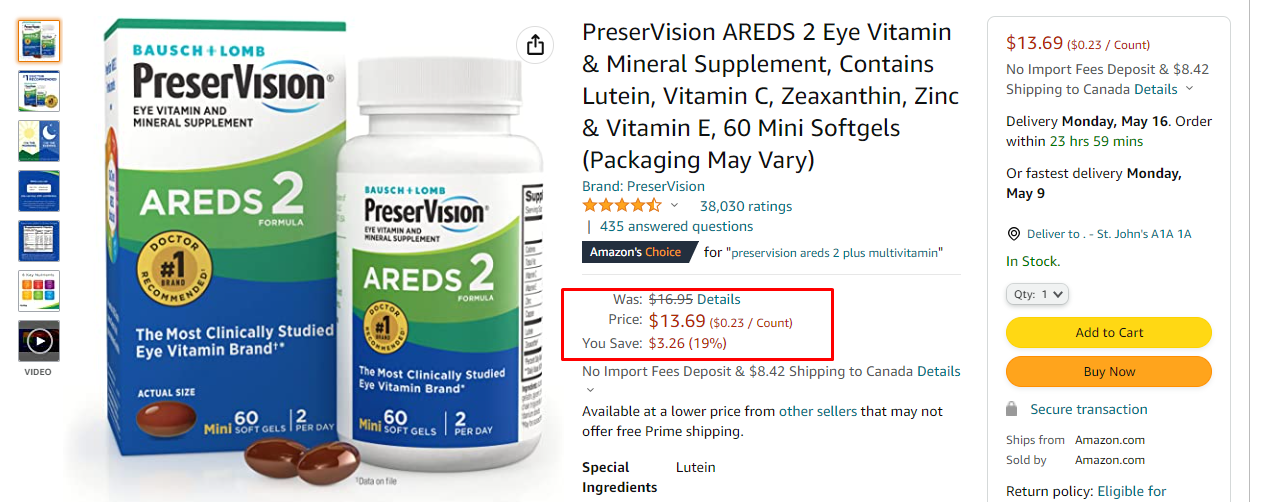 BAUSCH + LOMB
PreserVision®
EYE VITAMIN AND
MINERAL SUPPLEMENT
AREDS 2
FORMULA
DOCTOR
#1
BRAND
RECOMMENDED
The Most Clinically Studied
Eye Vitamin Brand†*
ACTUAL SIZE
Mini 60 SOFT GELS | 2 PER DAY
BAUSCH + LOMB
PreserVision®
EYE VITAMIN AND
MINERAL SUPPLEMENT
AREDS 2
FORMULA
DOCTOR
#1
BRAND
RECOMMENDED
The Most Clinically Studied
Eye Vitamin Brand*
Mini 60 SOFT GELS | 2 PER DAY
†Data on file
VIDEO
PreserVision AREDS 2 Eye Vitamin
& Mineral Supplement, Contains
Lutein, Vitamin C, Zeaxanthin, Zinc
& Vitamin E, 60 Mini Softgels
(Packaging May Vary)
Brand: PreserVision
38,030 ratings
| 435 answered questions
Amazon's Choice for "preservision areds 2 plus multivitamin"
Was: $16.95 Details
Price: $13.69 ($0.23 / Count)
You Save: $3.26 (19%)
No Import Fees Deposit & $8.42 Shipping to Canada Details
Available at a lower price from other sellers that may not
offer free Prime shipping.
Special Lutein
Ingredients
$13.69 ($0.23 / Count)
No Import Fees Deposit & $8.42
Shipping to Canada Details
Delivery Monday, May 16. Order
within 23 hrs 59 mins
Or fastest delivery Monday,
May 9
Deliver to . - St. John's A1A 1A
In Stock.
Qty: 1
Add to Cart
Buy Now
Secure transaction
Ships from Amazon.com
Sold by Amazon.com
Return policy: Eligible for